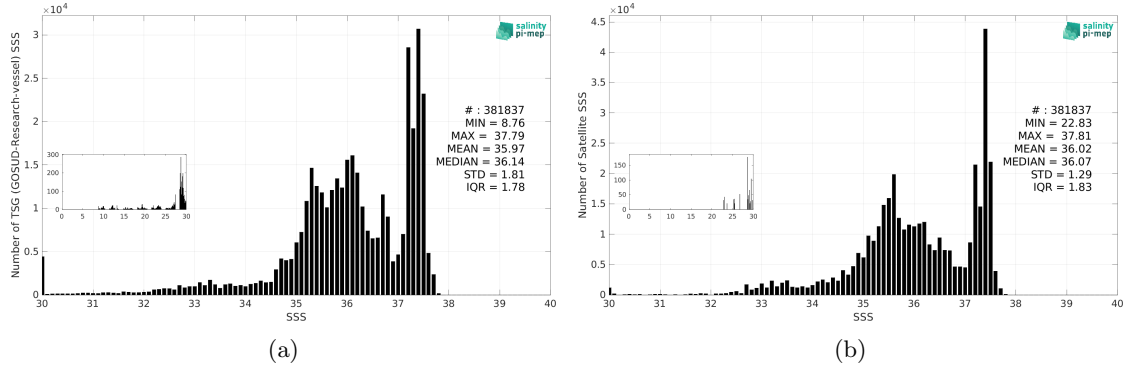 ×10⁴
3
2.5
2
1.5
1
0.5
0
Number of TSG (GOSUD-Research-vessel) SSS
salinity
pi-mep
# : 381837
MIN = 8.76
MAX = 37.79
MEAN = 35.97
MEDIAN = 36.14
STD = 1.81
IQR = 1.78
300
200
100
0
0 5 10 15 20 25 30
30 31 32 33 34 35 36 37 38 39 40
SSS
(a)
×10⁴
4.5
4
3.5
3
2.5
2
1.5
1
0.5
0
Number of Satellite SSS
salinity
pi-mep
# : 381837
MIN = 22.83
MAX = 37.81
MEAN = 36.02
MEDIAN = 36.07
STD = 1.29
IQR = 1.83
150
100
50
0
0 5 10 15 20 25 30
30 31 32 33 34 35 36 37 38 39 40
SSS
(b)